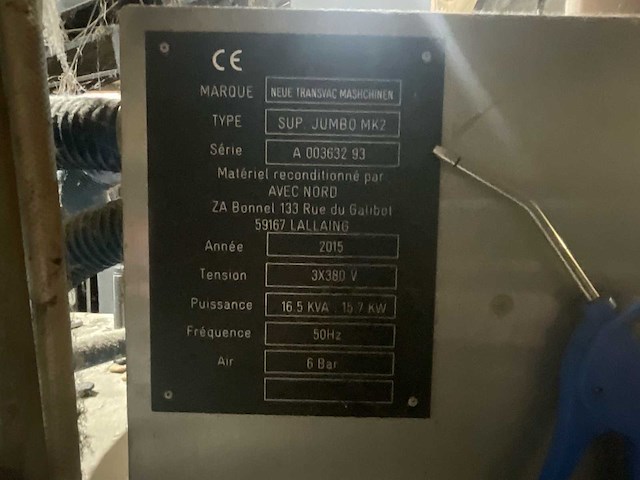 CE
MARQUE NEUE TRANSVAC MASHCHINEN
TYPE SUP. JUMBO MK2
Série A 003632 93
Matériel reconditionné par
AVEC NORD
ZA Bonnel 133 Rue du Galibot
59167 LALLAING
Année 2015
Tension 3X380 V
Puissance 16.5 KVA . 15.7 KW
Fréquence 50Hz
Air 6 Bar